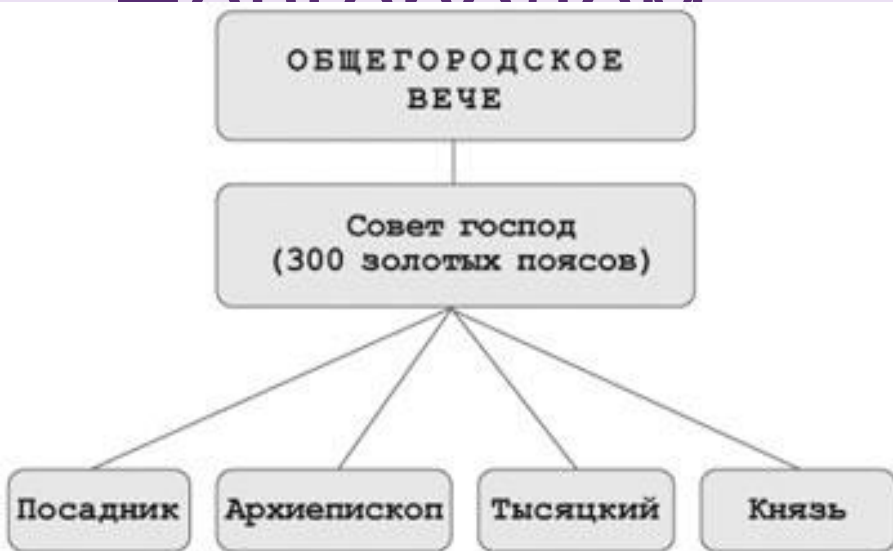 ОБЩЕГОРОДСКОЕ
ВЕЧЕ
Совет господ
(300 золотых поясов)
Посадник
Архиепископ
Тысяцкий
Князь